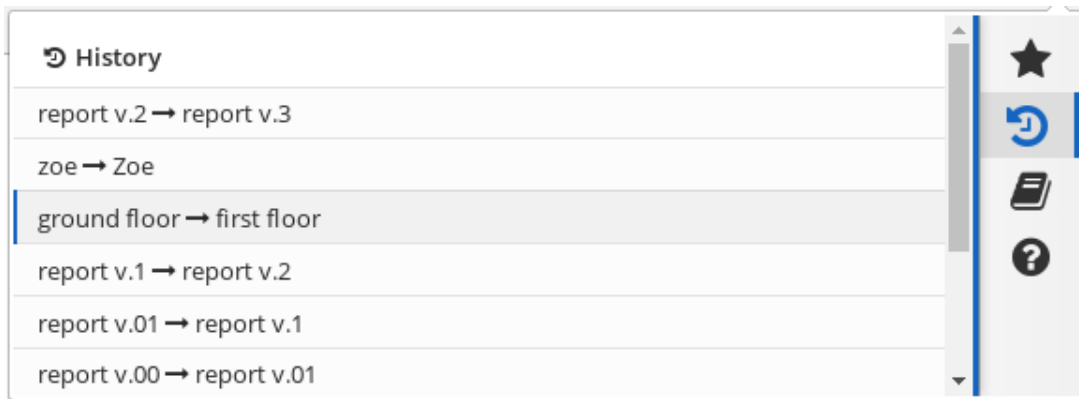 History
report v.2 → report v.3
zoe → Zoe
ground floor → first floor
report v.1 → report v.2
report v.01 → report v.1
report v.00 → report v.01